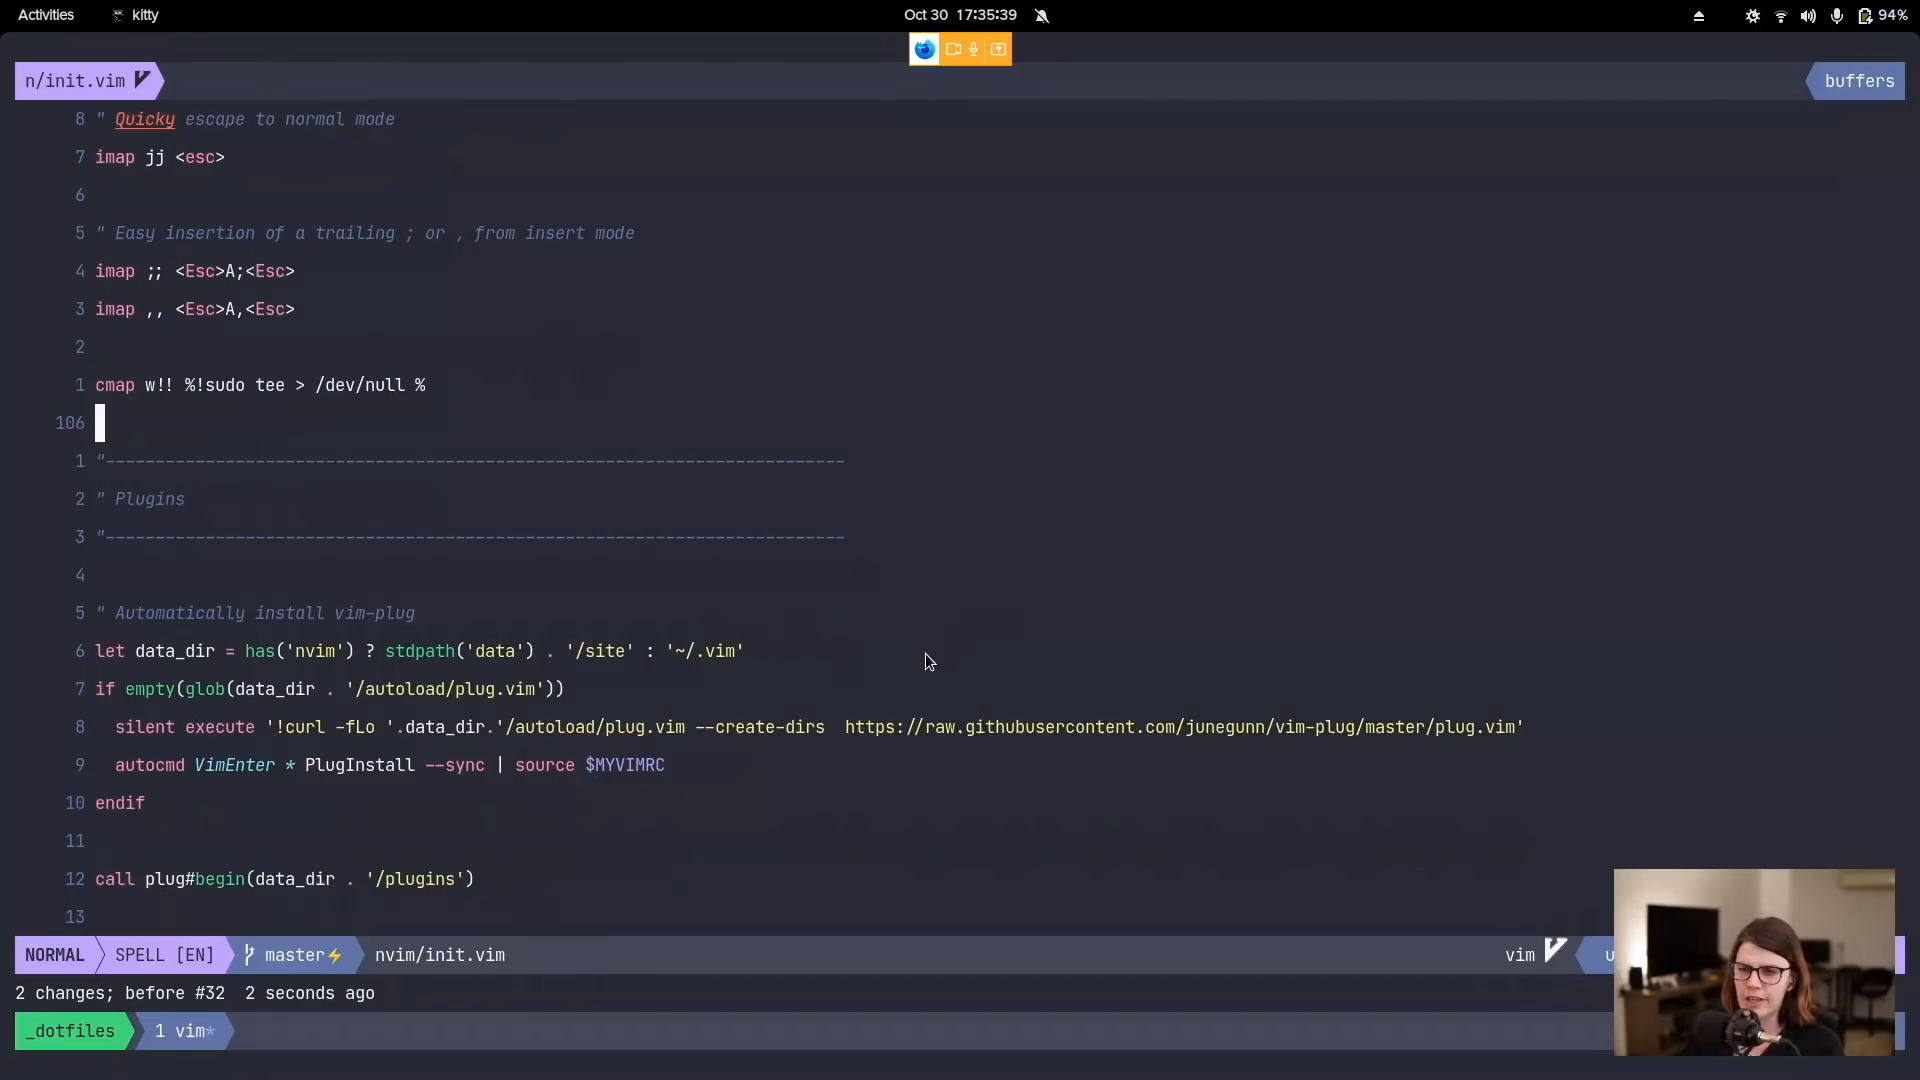 Activities kitty Oct 30 17:35:39 94%
n/init.vim buffers
8 " Quicky escape to normal mode
7 imap jj <esc>
6
5 " Easy insertion of a trailing ; or , from insert mode
4 imap ;; <Esc>A;<Esc>
3 imap ,, <Esc>A,<Esc>
2
1 cmap w!! %!sudo tee > /dev/null %
106
1 "--------------------------------------------------------------------------
2 " Plugins
3 "--------------------------------------------------------------------------
4
5 " Automatically install vim-plug
6 let data_dir = has('nvim') ? stdpath('data') . '/site' : '~/.vim'
7 if empty(glob(data_dir . '/autoload/plug.vim'))
8   silent execute '!curl -fLo '.data_dir.'/autoload/plug.vim --create-dirs  https://raw.githubusercontent.com/junegunn/vim-plug/master/plug.vim'
9   autocmd VimEnter * PlugInstall --sync | source $MYVIMRC
10 endif
11
12 call plug#begin(data_dir . '/plugins')
13
NORMAL SPELL [EN] master⚡ nvim/init.vim vim u
2 changes; before #32  2 seconds ago
_dotfiles 1 vim*